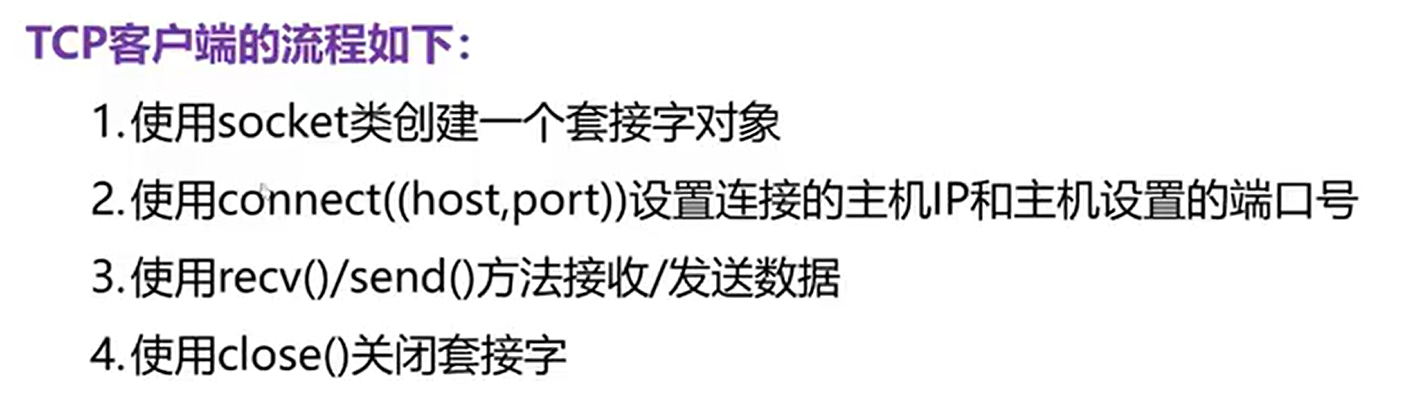 TCP客户端的流程如下：
1.使用socket类创建一个套接字对象
2.使用connect((host,port))设置连接的主机IP和主机设置的端口号
3.使用recv()/send()方法接收/发送数据
4.使用close()关闭套接字